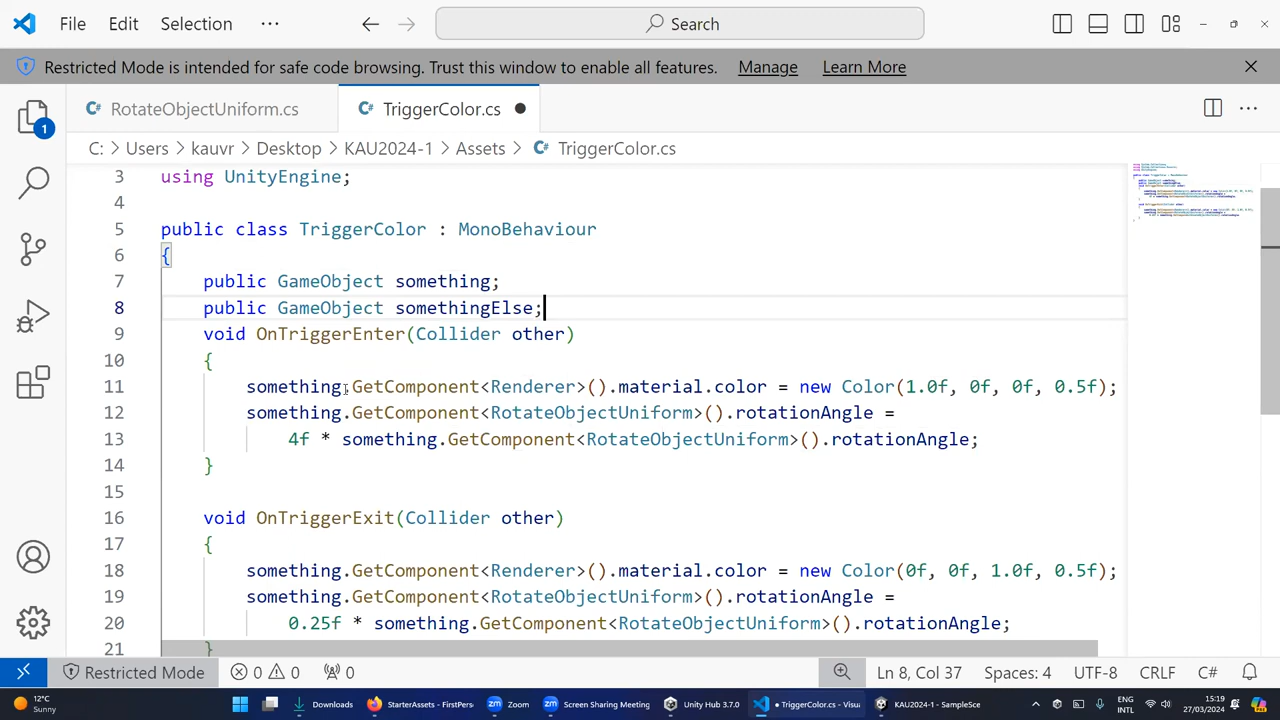 File Edit Selection ··· Search
Restricted Mode is intended for safe code browsing. Trust this window to enable all features. Manage Learn More
1
RotateObjectUniform.cs TriggerColor.cs
C: > Users > kauvr > Desktop > KAU2024-1 > Assets > TriggerColor.cs
3 using UnityEngine;
4
5 public class TriggerColor : MonoBehaviour
6 {
7 public GameObject something;
8 public GameObject somethingElse;
9 void OnTriggerEnter(Collider other)
10 {
11 something.GetComponent<Renderer>().material.color = new Color(1.0f, 0f, 0f, 0.5f);
12 something.GetComponent<RotateObjectUniform>().rotationAngle =
13 4f * something.GetComponent<RotateObjectUniform>().rotationAngle;
14 }
15
16 void OnTriggerExit(Collider other)
17 {
18 something.GetComponent<Renderer>().material.color = new Color(0f, 0f, 1.0f, 0.5f);
19 something.GetComponent<RotateObjectUniform>().rotationAngle =
20 0.25f * something.GetComponent<RotateObjectUniform>().rotationAngle;
21 }
Restricted Mode 0 0 0 Ln 8, Col 37 Spaces: 4 UTF-8 CRLF C#
12°C
Sunny
Downloads StarterAssets - FirstPers Zoom Screen Sharing Meeting Unity Hub 3.7.0 ● TriggerColor.cs - Visua KAU2024-1 - SampleSce
ENG
INTL
15:19
27/03/2024